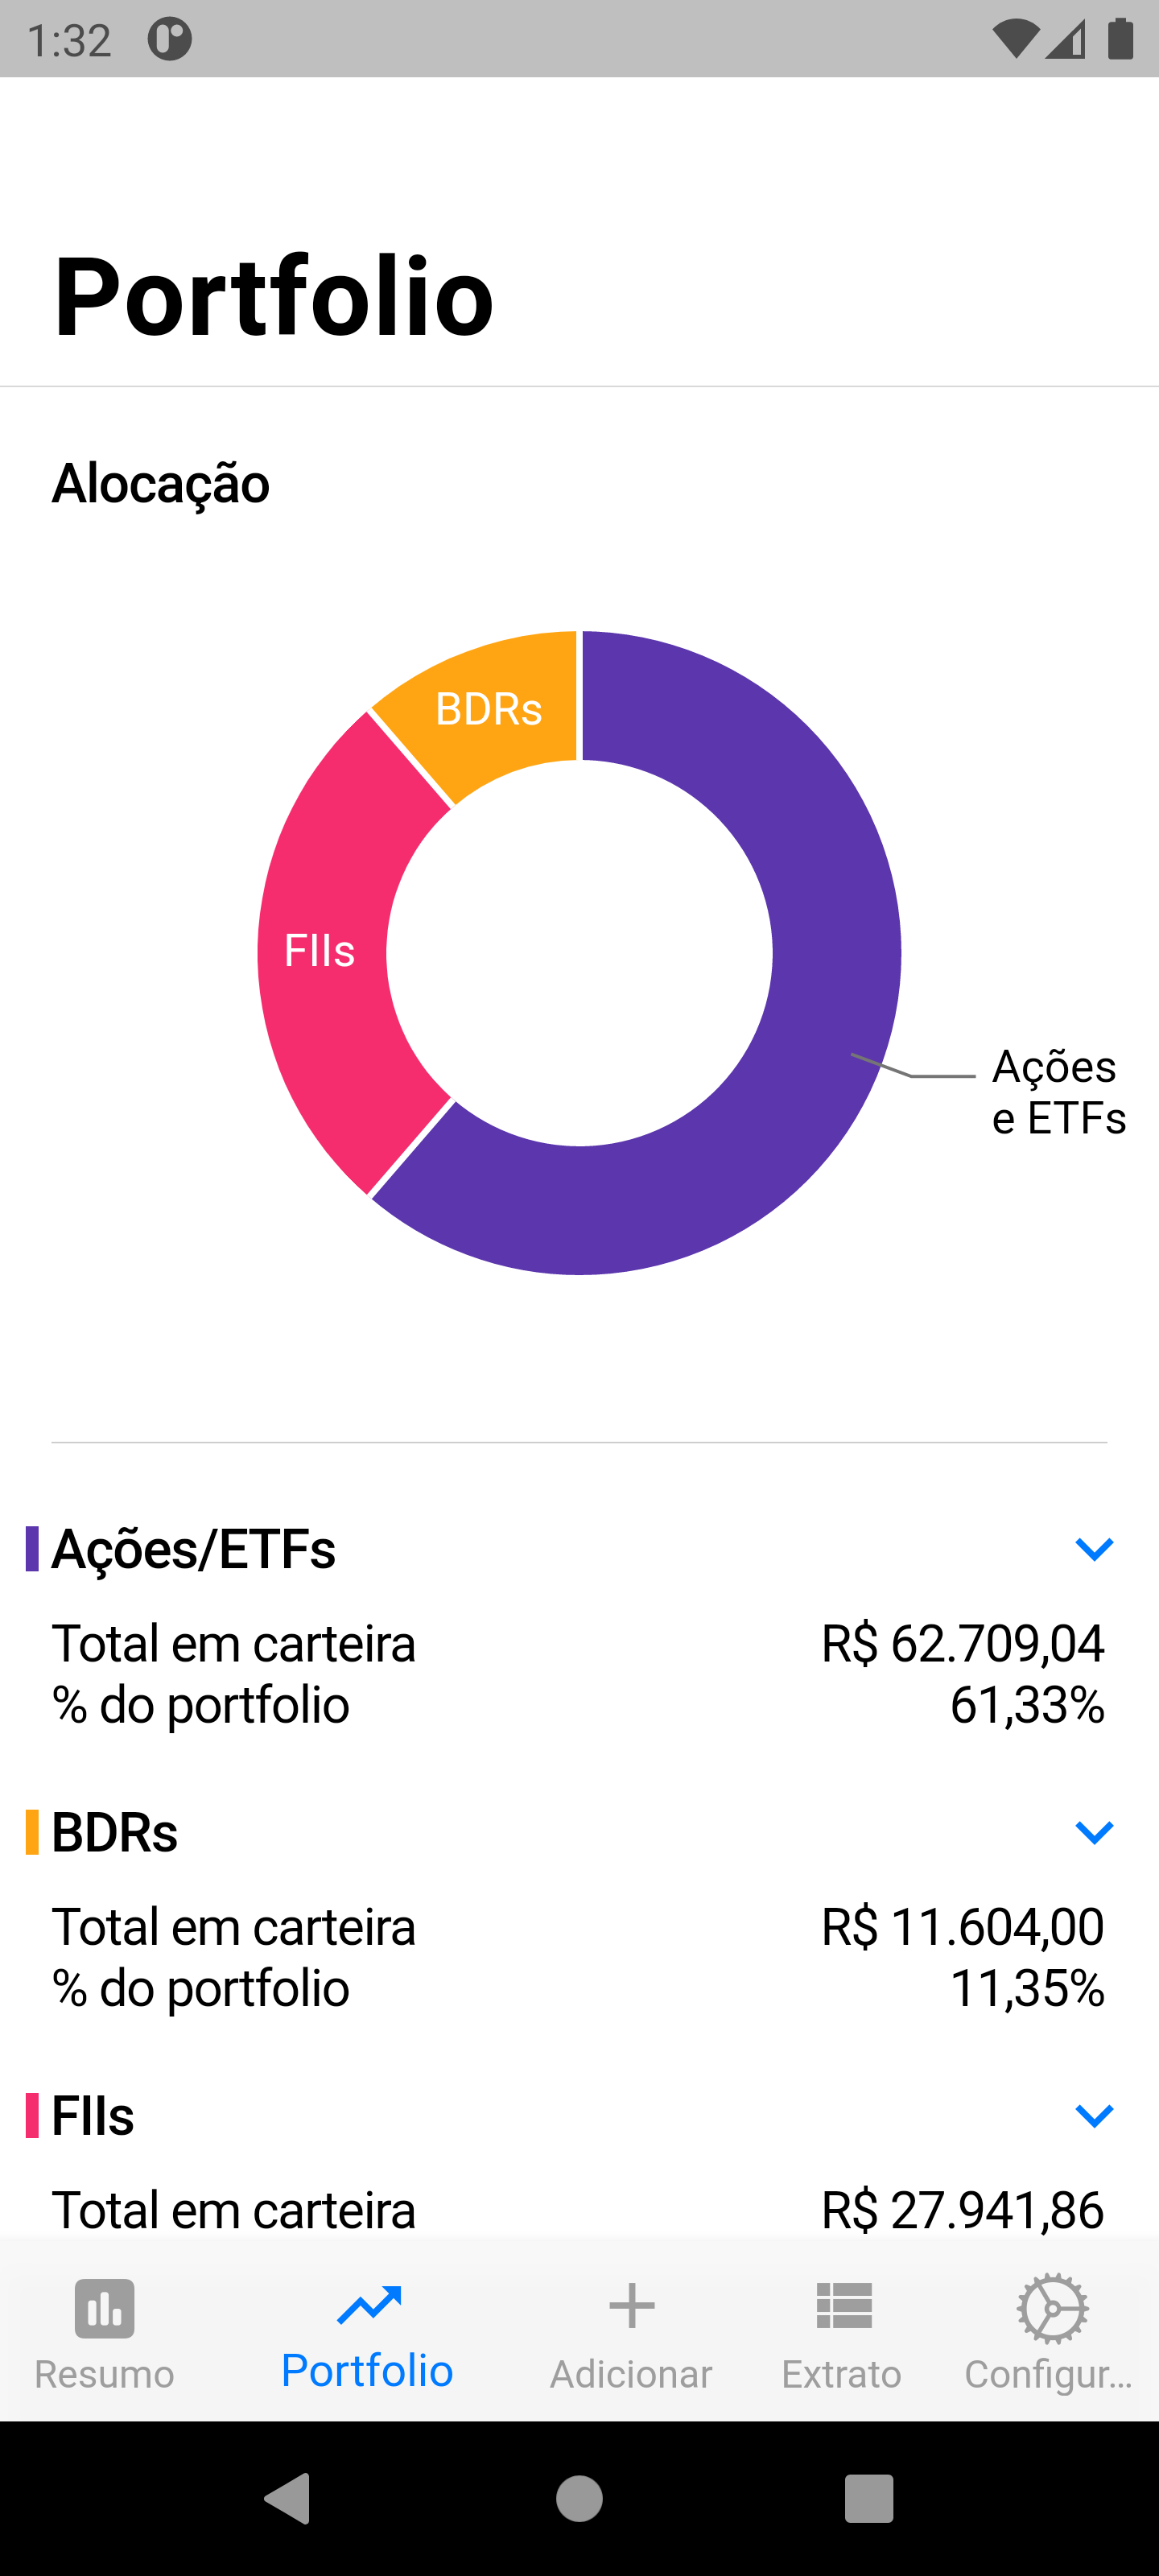 1:32
Portfolio
Alocação
BDRs
FIIs
Ações
e ETFs
Ações/ETFs
Total em carteira R$ 62.709,04
% do portfolio 61,33%
BDRs
Total em carteira R$ 11.604,00
% do portfolio 11,35%
FIIs
Total em carteira R$ 27.941,86
Resumo Portfolio Adicionar Extrato Configur...